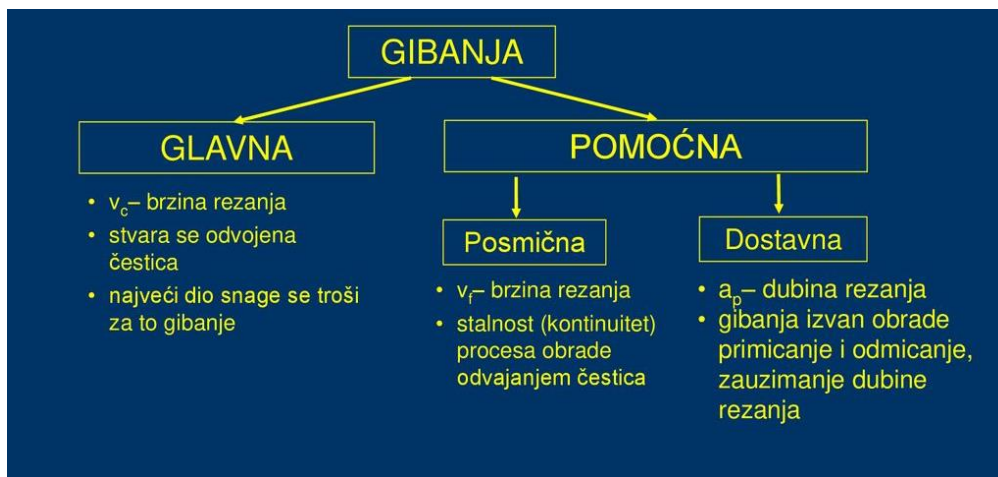 GIBANJA
GLAVNA
• v꜀– brzina rezanja
• stvara se odvojena
čestica
• najveći dio snage se troši
za to gibanje
POMOĆNA
Posmična
• vf– brzina rezanja
• stalnost (kontinuitet)
procesa obrade
odvajanjem čestica
Dostavna
• aₚ– dubina rezanja
• gibanja izvan obrade
primicanje i odmicanje,
zauzimanje dubine
rezanja